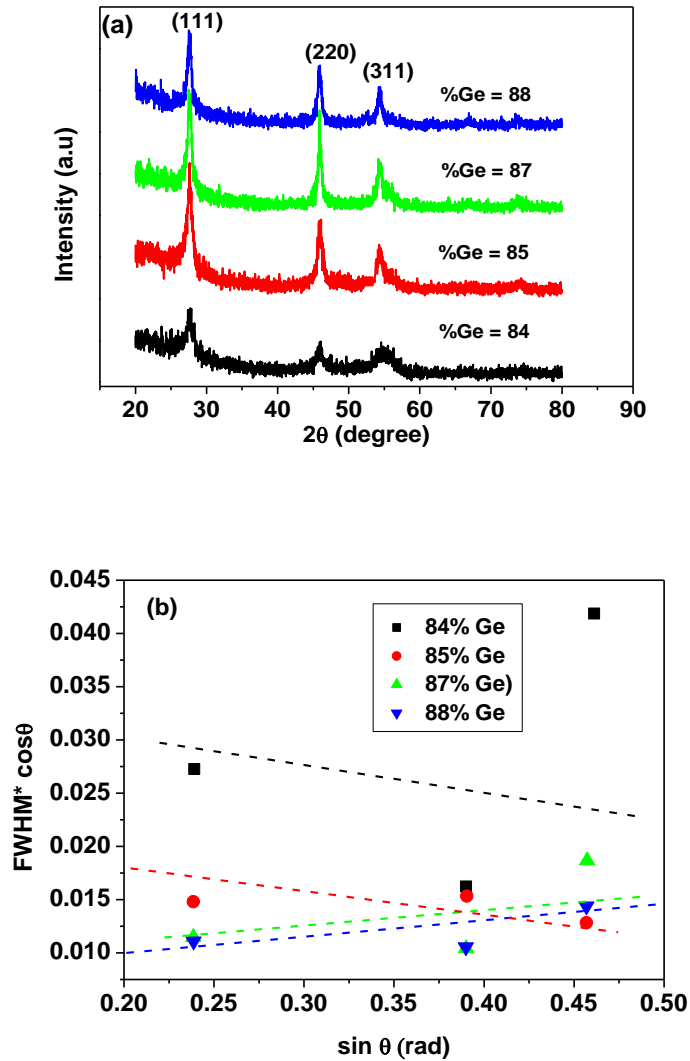 (a)
(111)
(220)
(311)
%Ge = 88
%Ge = 87
%Ge = 85
%Ge = 84
Intensity (a.u)
20 30 40 50 60 70 80 90
2θ (degree)
(b)
84% Ge
85% Ge
87% Ge)
88% Ge
0.045
0.040
0.035
0.030
0.025
0.020
0.015
0.010
FWHM* cosθ
0.20 0.25 0.30 0.35 0.40 0.45 0.50
sin θ (rad)